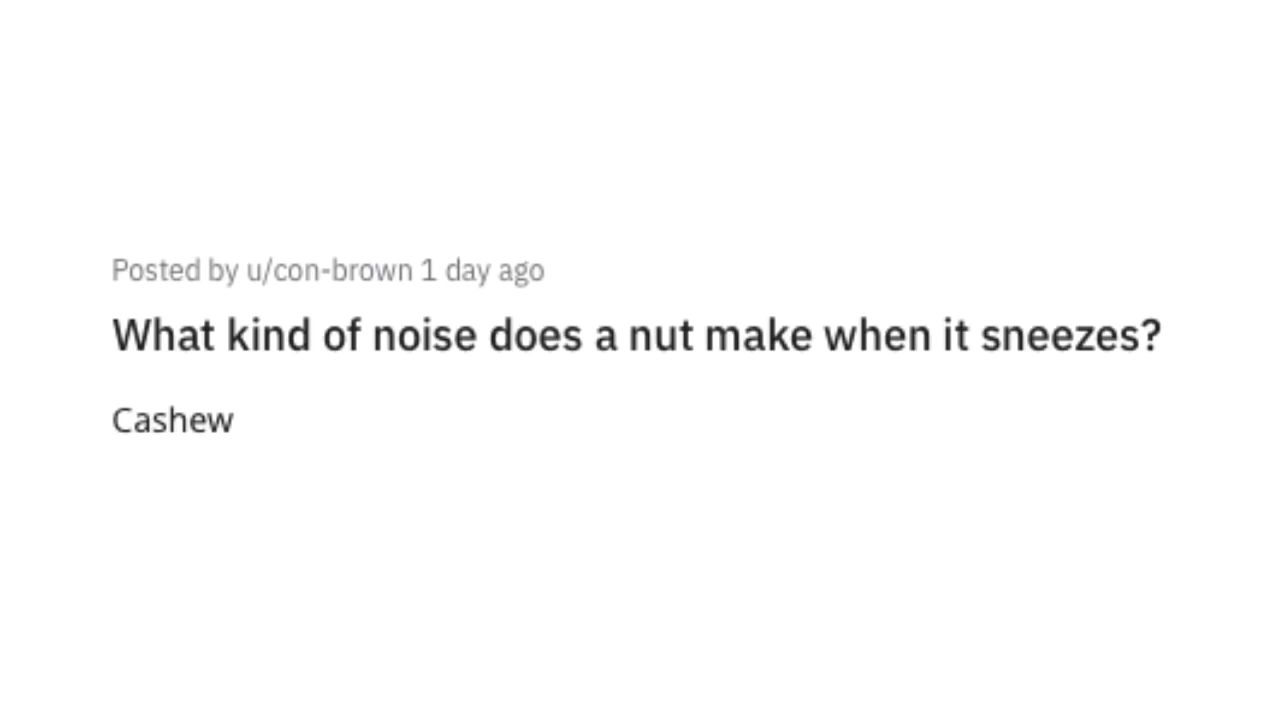 Posted by u/con-brown 1 day ago
What kind of noise does a nut make when it sneezes?
Cashew